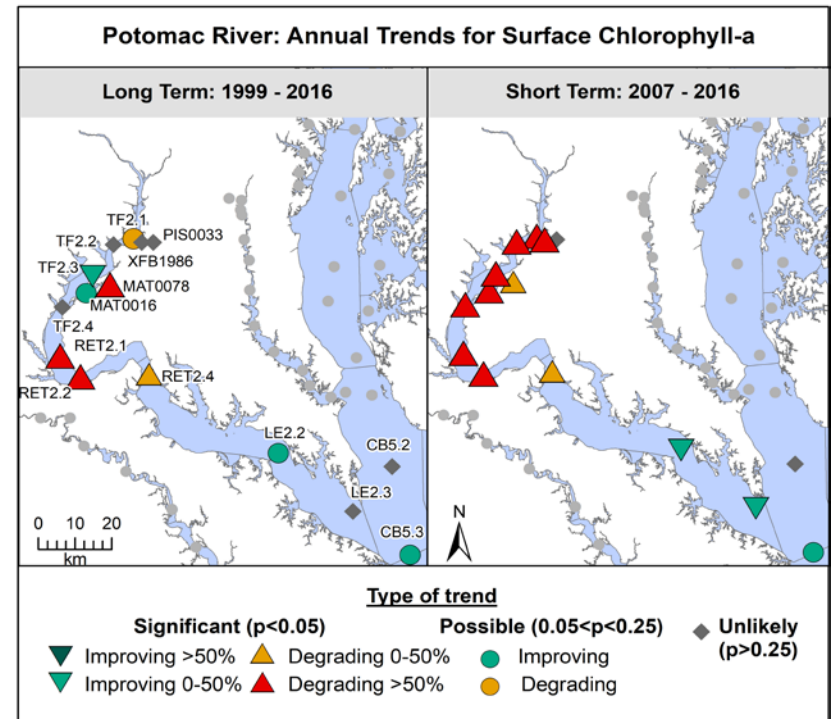 Potomac River: Annual Trends for Surface Chlorophyll-a
Long Term: 1999 - 2016
Short Term: 2007 - 2016
TF2.1
TF2.2
PIS0033
XFB1986
TF2.3
MAT0078
MAT0016
TF2.4
RET2.1
RET2.4
RET2.2
LE2.2
CB5.2
LE2.3
CB5.3
0 10 20
km
N
Type of trend
Significant (p<0.05)
Possible (0.05<p<0.25)
Unlikely
(p>0.25)
Improving >50%
Degrading 0-50%
Improving
Improving 0-50%
Degrading >50%
Degrading